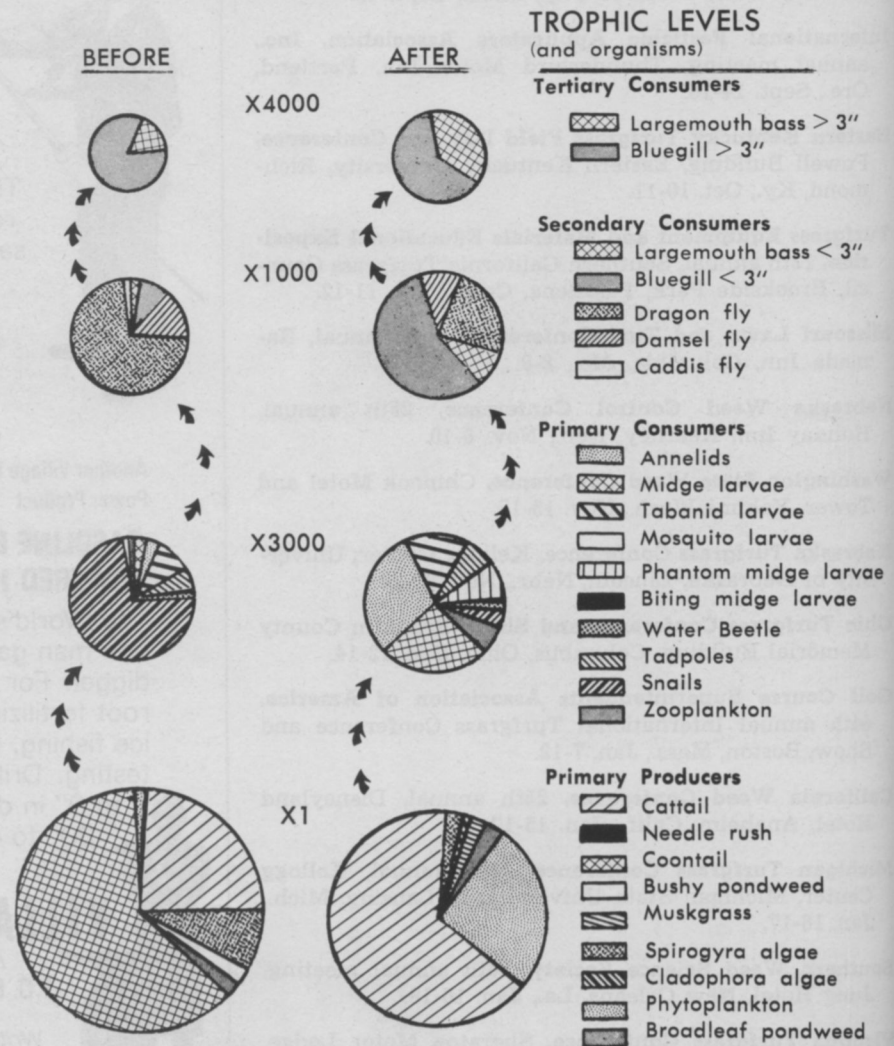 TROPHIC LEVELS
(and organisms)
BEFORE
AFTER
X4000
Tertiary Consumers
Largemouth bass > 3"
Bluegill > 3"
X1000
Secondary Consumers
Largemouth bass < 3"
Bluegill < 3"
Dragon fly
Damsel fly
Caddis fly
X3000
Primary Consumers
Annelids
Midge larvae
Tabanid larvae
Mosquito larvae
Phantom midge larvae
Biting midge larvae
Water Beetle
Tadpoles
Snails
Zooplankton
X1
Primary Producers
Cattail
Needle rush
Coontail
Bushy pondweed
Muskgrass
Spirogyra algae
Cladophora algae
Phytoplankton
Broadleaf pondweed